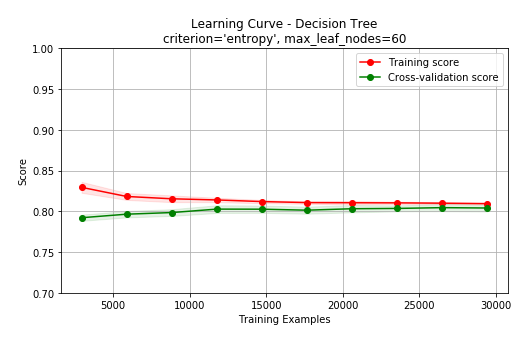 Learning Curve - Decision Tree
criterion='entropy', max_leaf_nodes=60
Training score
Cross-validation score
1.00
0.95
0.90
0.85
0.80
0.75
0.70
Score
5000 10000 15000 20000 25000 30000
Training Examples